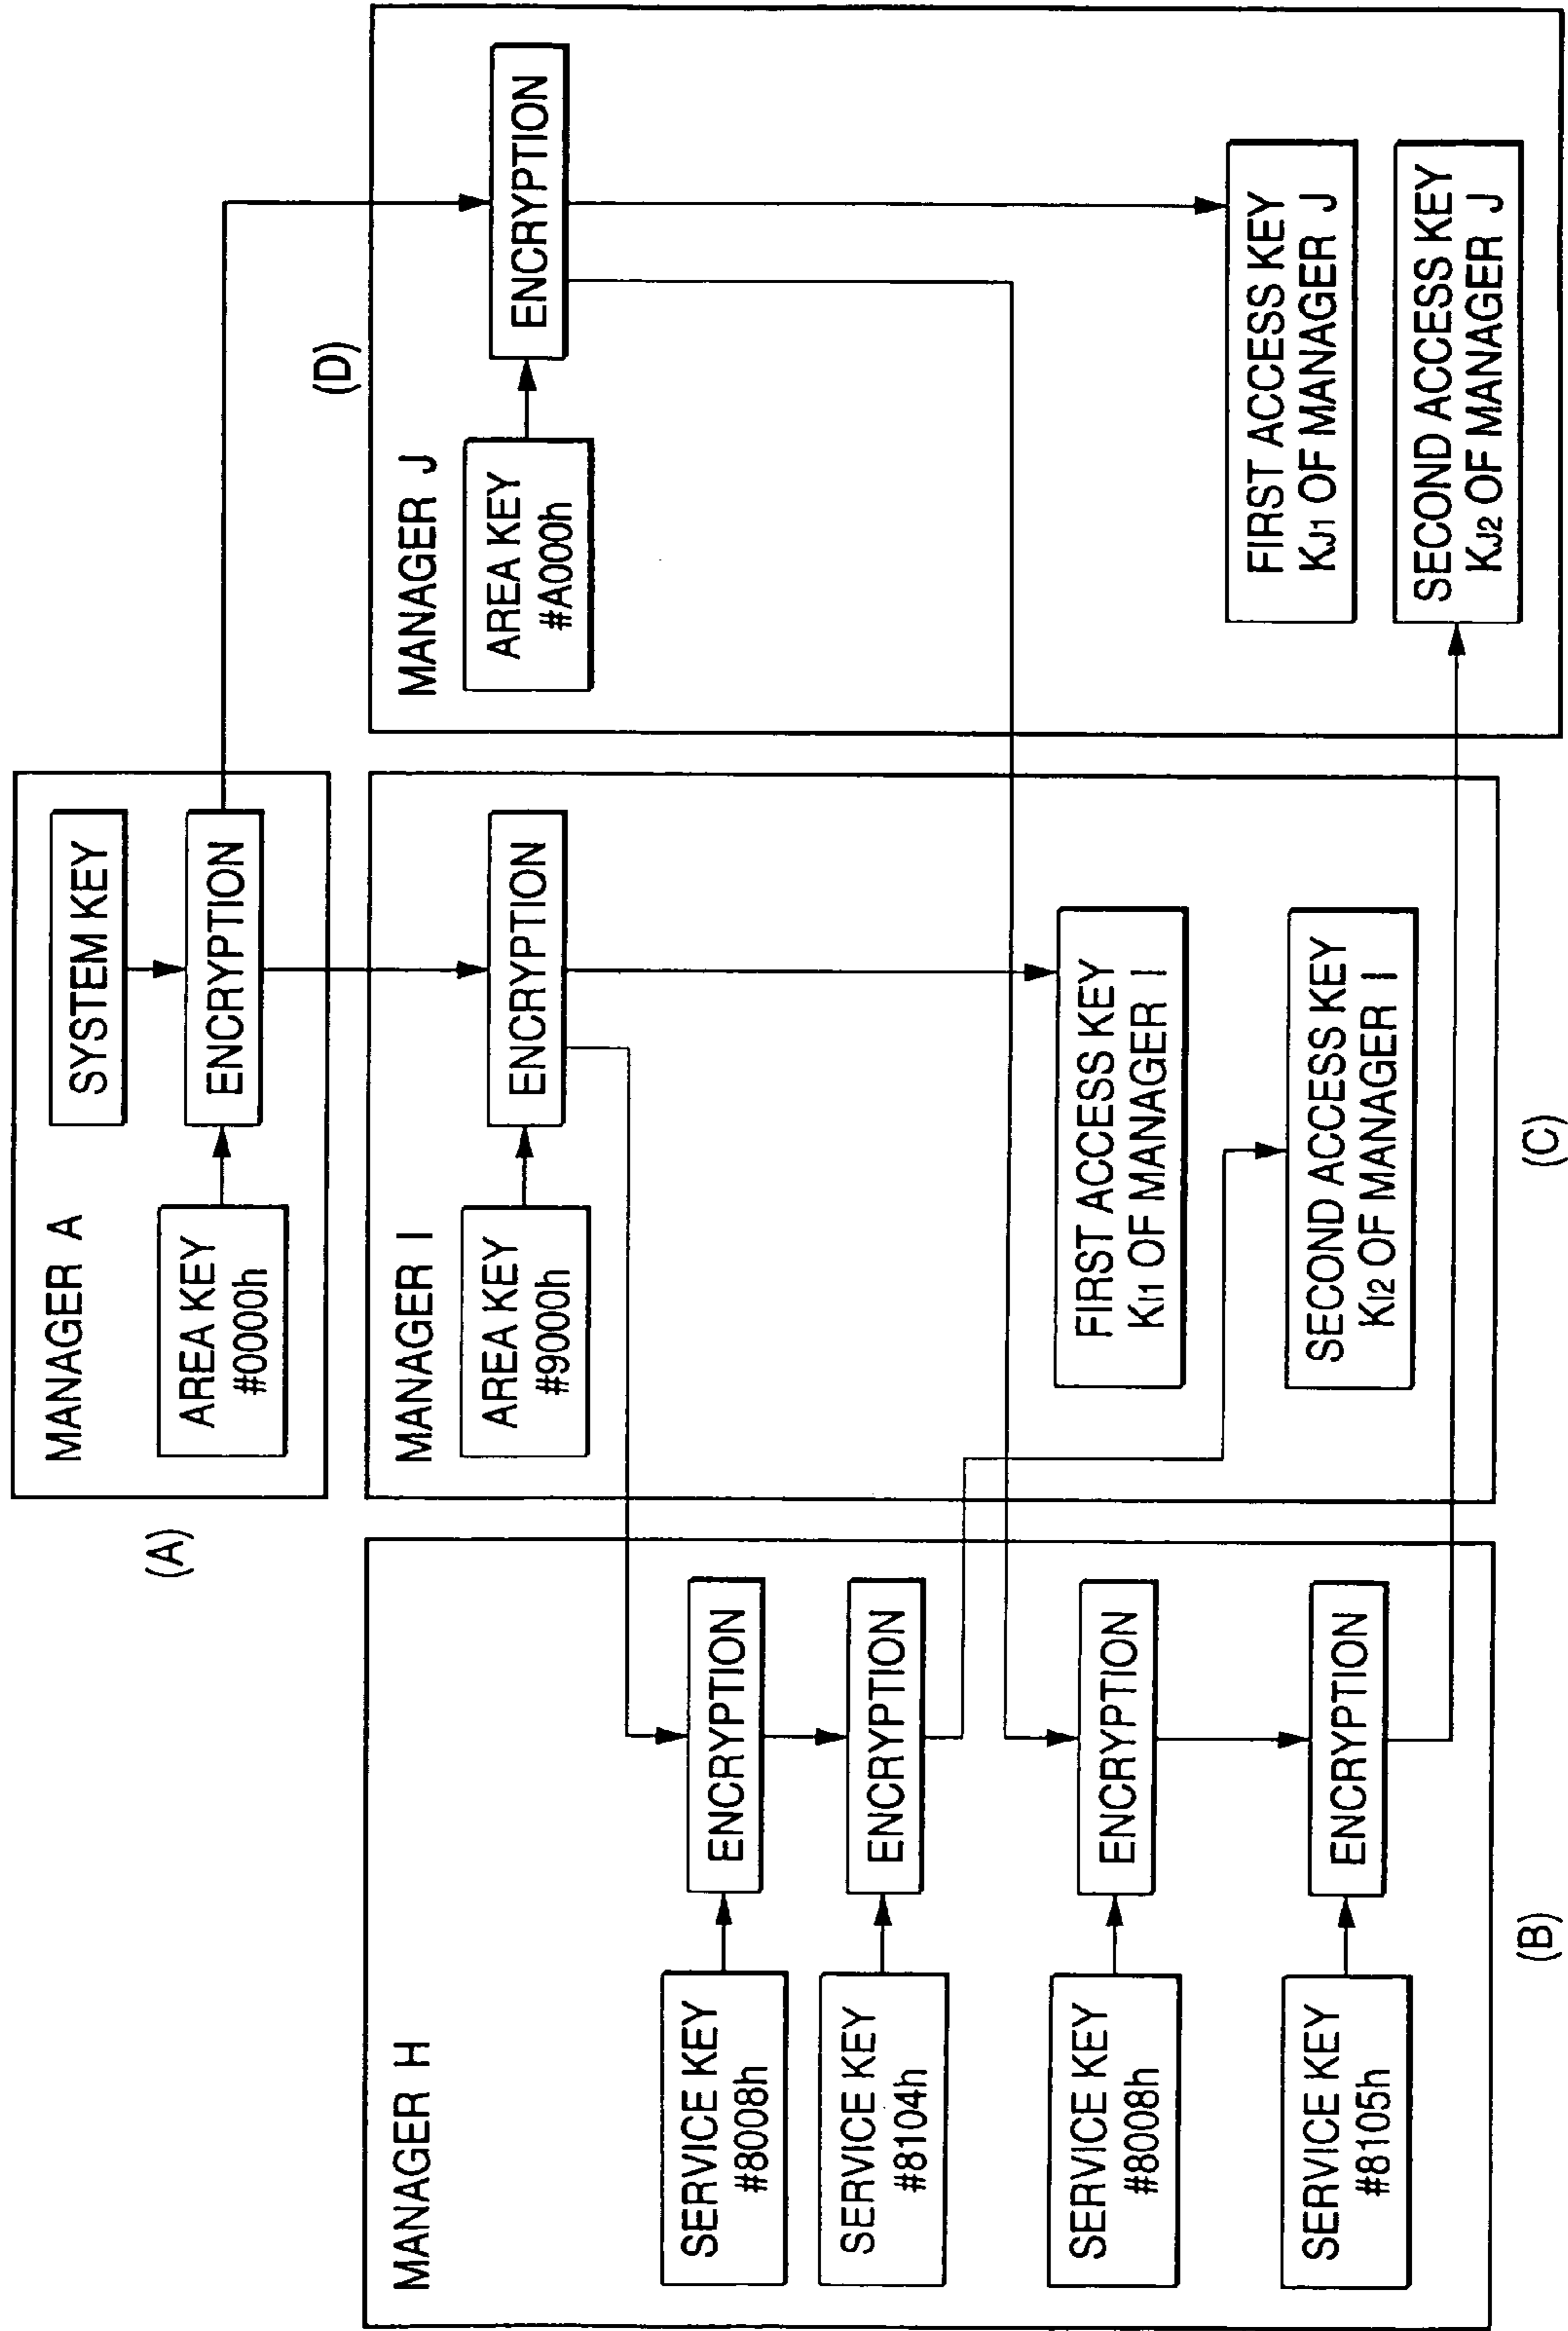 (A)
MANAGER A
SYSTEM KEY
AREA KEY
#0000h
ENCRYPTION
MANAGER H
SERVICE KEY
#8008h
ENCRYPTION
SERVICE KEY
#8104h
ENCRYPTION
SERVICE KEY
#8008h
ENCRYPTION
SERVICE KEY
#8105h
ENCRYPTION
(B)
MANAGER I
AREA KEY
#9000h
ENCRYPTION
FIRST ACCESS KEY
KI1 OF MANAGER I
SECOND ACCESS KEY
KI2 OF MANAGER I
(C)
(D)
MANAGER J
AREA KEY
#A000h
ENCRYPTION
FIRST ACCESS KEY
KJ1 OF MANAGER J
SECOND ACCESS KEY
KJ2 OF MANAGER J